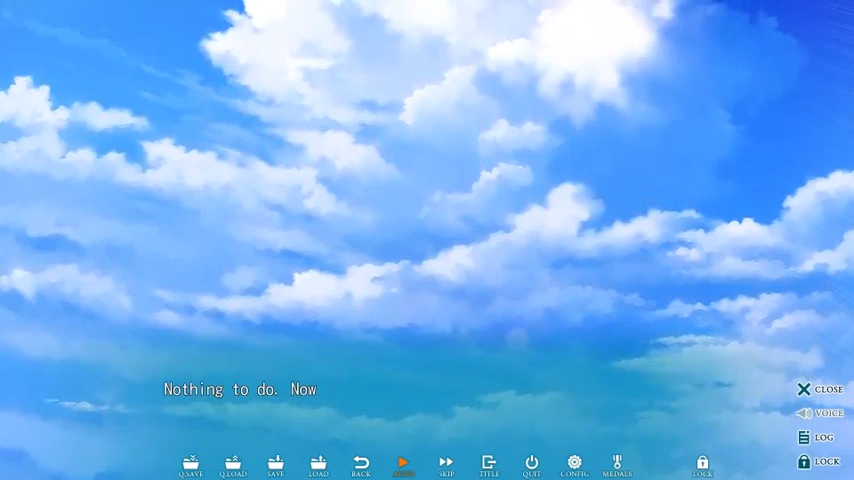 Nothing to do. Now
CLOSE
VOICE
LOG
LOCK
Q.SAVE Q.LOAD SAVE LOAD BACK AUTO SKIP TITLE QUIT CONFIG MEDALS LOCK